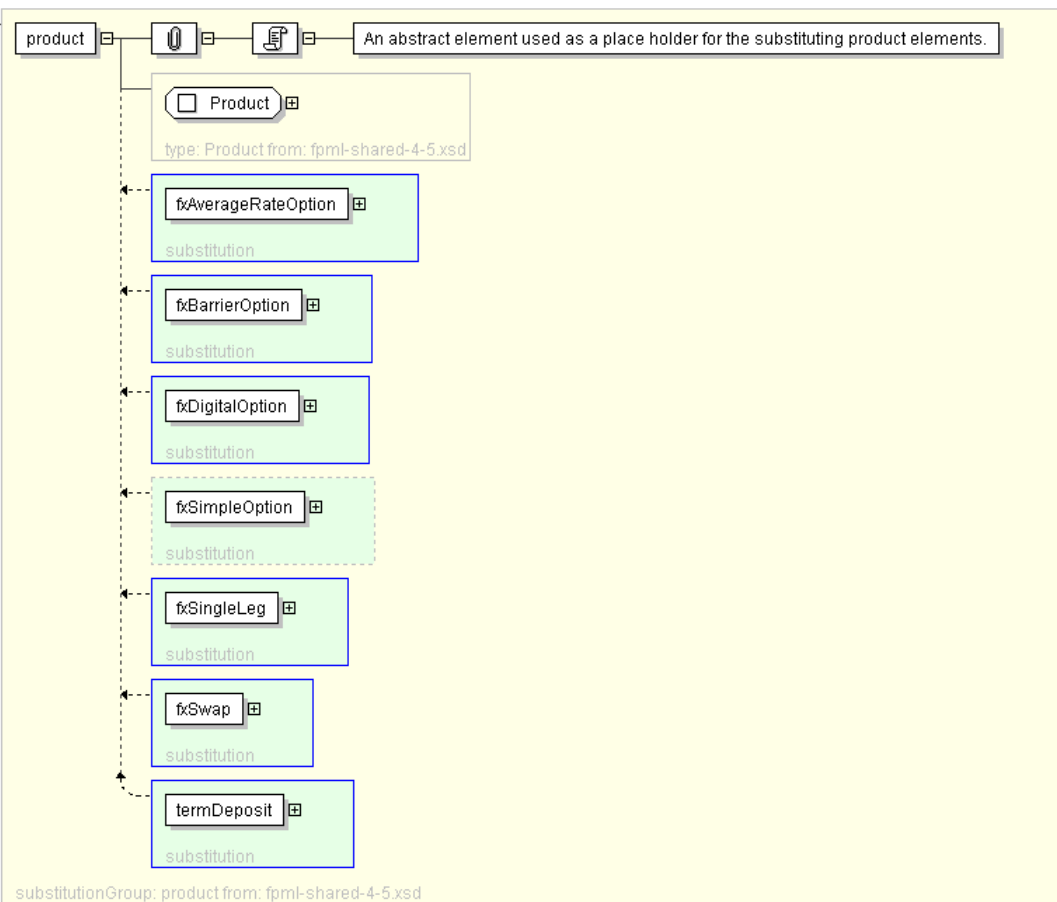 product
An abstract element used as a place holder for the substituting product elements.
Product
type: Product from: fpml-shared-4-5.xsd
fxAverageRateOption
substitution
fxBarrierOption
substitution
fxDigitalOption
substitution
fxSimpleOption
substitution
fxSingleLeg
substitution
fxSwap
substitution
termDeposit
substitution
substitutionGroup: product from: fpml-shared-4-5.xsd